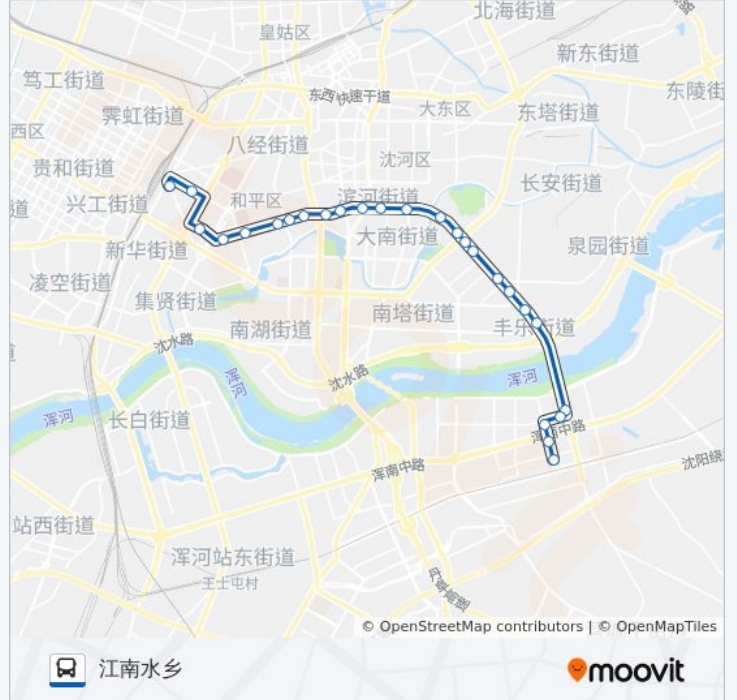 北海街道
皇姑区
新东街道
笃工街道
东西快速干道
东陵街
霁虹街道
大东区
东塔街道
西区
八经街道
沈河区
贵和街道
长安街道
和平区
滨河街道
兴工街道
道
大南街道
新华街道
泉园街道
凌空街道
集贤街道
南塔街道
南湖街道
丰乐街道
沈水路
沈水路
浑河
浑河
浑河
长白街道
浑南中路
浑南中路
沈阳绕
站西街道
浑河站东街道
王士屯村
© OpenStreetMap contributors | © OpenMapTiles
江南水乡
moovit